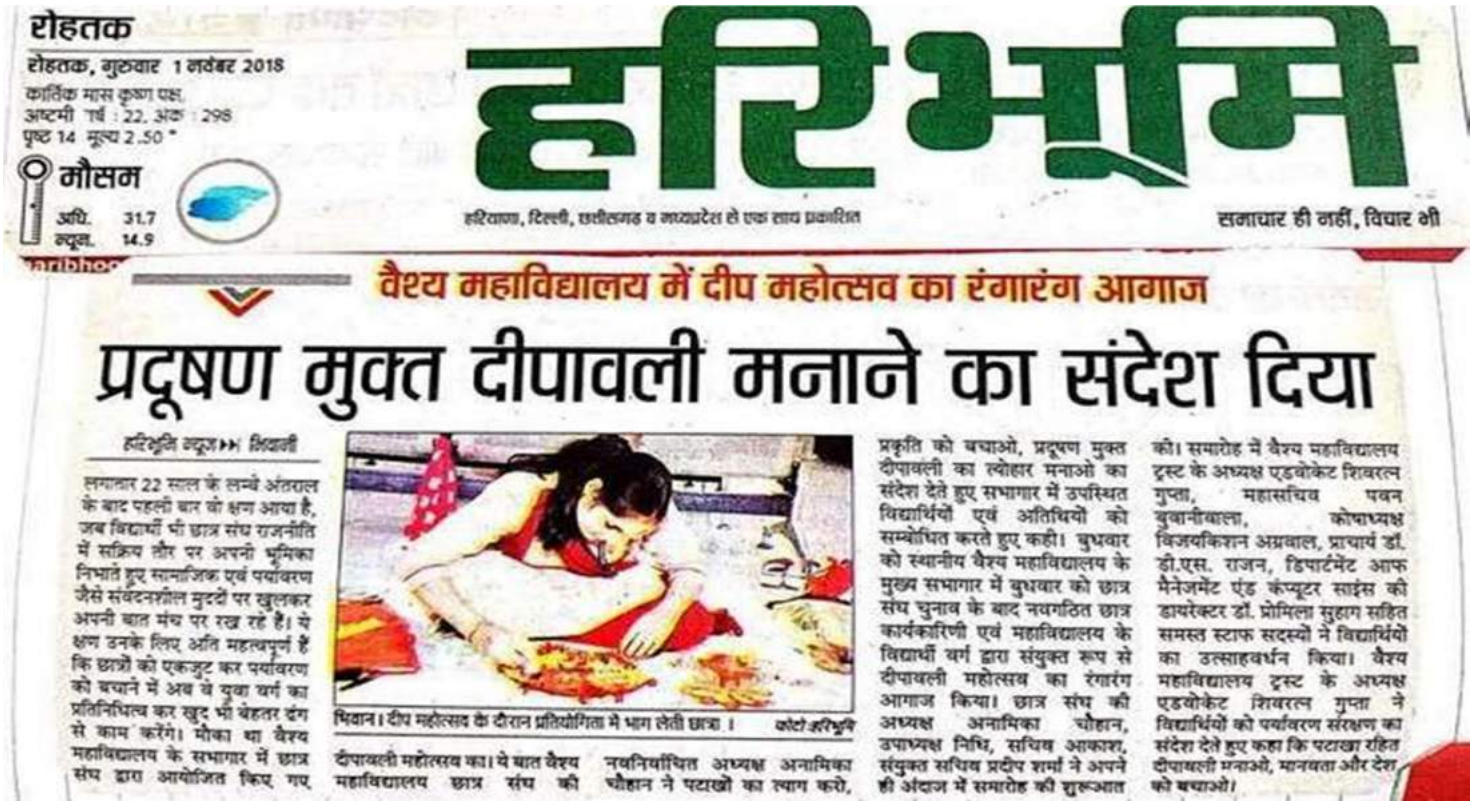 रोहतक
रोहतक, गुरुवार 1 नवंबर 2018
कार्तिक मास कृष्ण पक्ष,
अष्टमी वर्ष : 22, अंक : 298
पृष्ट 14 मूल्य 2.50
मौसम
अधि. 31.7
न्यून. 14.9
हरिभूमि
हरियाणा, दिल्ली, छत्तीसगढ़ व मध्यप्रदेश से एक साथ प्रकाशित
समाचार ही नहीं, विचार भी
aribhoo
वैश्य महाविद्यालय में दीप महोत्सव का रंगारंग आगाज
प्रदूषण मुक्त दीपावली मनाने का संदेश दिया
हरिभूमि न्यूज ▸▸ भिवानी
लगातार 22 साल के लम्बे अंतराल
के बाद पहली बार वो क्षण आया है,
जब विद्यार्थी भी छात्र संघ राजनीति
में सक्रिय तौर पर अपनी भूमिका
निभाते हुए सामाजिक एवं पर्यावरण
जैसे संवेदनशील मुददों पर खुलकर
अपनी बात मंच पर रख रहे हैं। ये
क्षण उनके लिए अति महत्वपूर्ण हैं
कि छात्रों को एकजुट कर पर्यावरण
को बचाने में अब वे युवा वर्ग का
प्रतिनिधित्व कर खुद भी बेहतर ढंग
से काम करेंगे। मौका था वैश्य
महाविद्यालय के सभागार में छात्र
संघ द्वारा आयोजित किए गए
भिवान। दीप महोत्सव के दौरान प्रतियोगिता में भाग लेती छात्रा ।
फोटो हरिभूमि
दीपावली महोत्सव का। ये बात वैश्य
महाविद्यालय छात्र संघ की
नवनिर्वाचित अध्यक्ष अनामिका
चौहान ने पटाखों का त्याग करो,
प्रकृति को बचाओ, प्रदूषण मुक्त
दीपावली का त्योहार मनाओ का
संदेश देते हुए सभागार में उपस्थित
विद्यार्थियों एवं अतिथियों को
सम्बोधित करते हुए कही। बुधवार
को स्थानीय वैश्य महाविद्यालय के
मुख्य सभागार में बुधवार को छात्र
संघ चुनाव के बाद नवगठित छात्र
कार्यकारिणी एवं महाविद्यालय के
विद्यार्थी वर्ग द्वारा संयुक्त रूप से
दीपावली महोत्सव का रंगारंग
आगाज किया। छात्र संघ की
अध्यक्ष अनामिका चौहान,
उपाध्यक्ष निधि, सचिव आकाश,
संयुक्त सचिव प्रदीप शर्मा ने अपने
ही अंदाज में समारोह की शुरूआत
की। समारोह में वैश्य महाविद्यालय
ट्रस्ट के अध्यक्ष एडवोकेट शिवरत्न
गुप्ता, महासचिव पवन
बुवानीवाला, कोषाध्यक्ष
विजयकिशन अग्रवाल, प्राचार्य डॉ.
डी.एस. राजन, डिपार्टमेंट आफ
मैनेजमेंट एंड कंप्यूटर साइंस की
डायरेक्टर डॉ. प्रोमिला सुहाग सहित
समस्त स्टाफ सदस्यों ने विद्यार्थियों
का उत्साहवर्धन किया। वैश्य
महाविद्यालय ट्रस्ट के अध्यक्ष
एडवोकेट शिवरत्न गुप्ता ने
विद्यार्थियों को पर्यावरण संरक्षण का
संदेश देते हुए कहा कि पटाखा रहित
दीपावली मनाओ, मानवता और देश
को बचाओ।